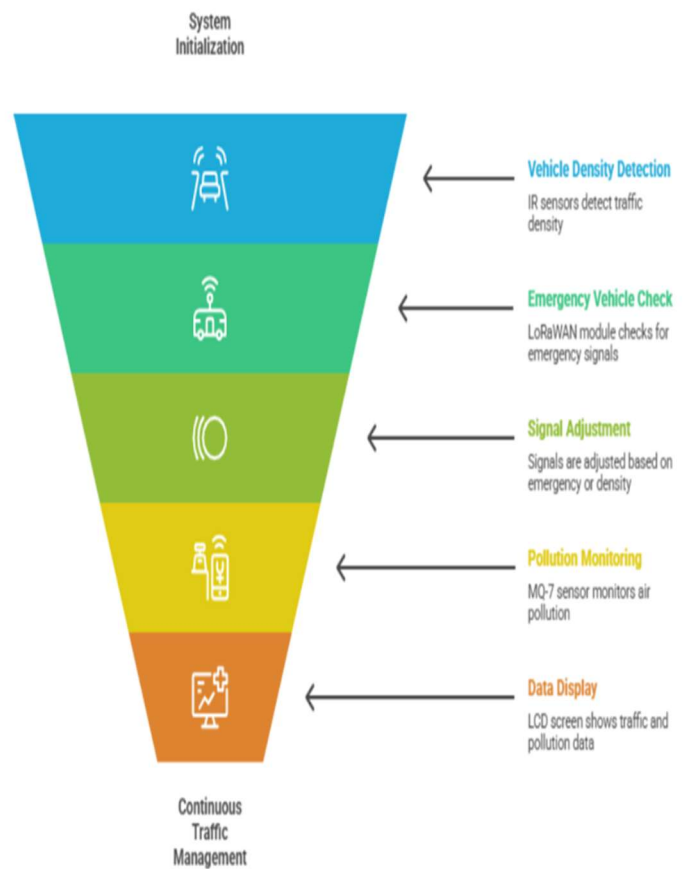 System
Initialization
Vehicle Density Detection
IR sensors detect traffic
density
Emergency Vehicle Check
LoRaWAN module checks for
emergency signals
Signal Adjustment
Signals are adjusted based on
emergency or density
Pollution Monitoring
MQ-7 sensor monitors air
pollution
Data Display
LCD screen shows traffic and
pollution data
Continuous
Traffic
Management